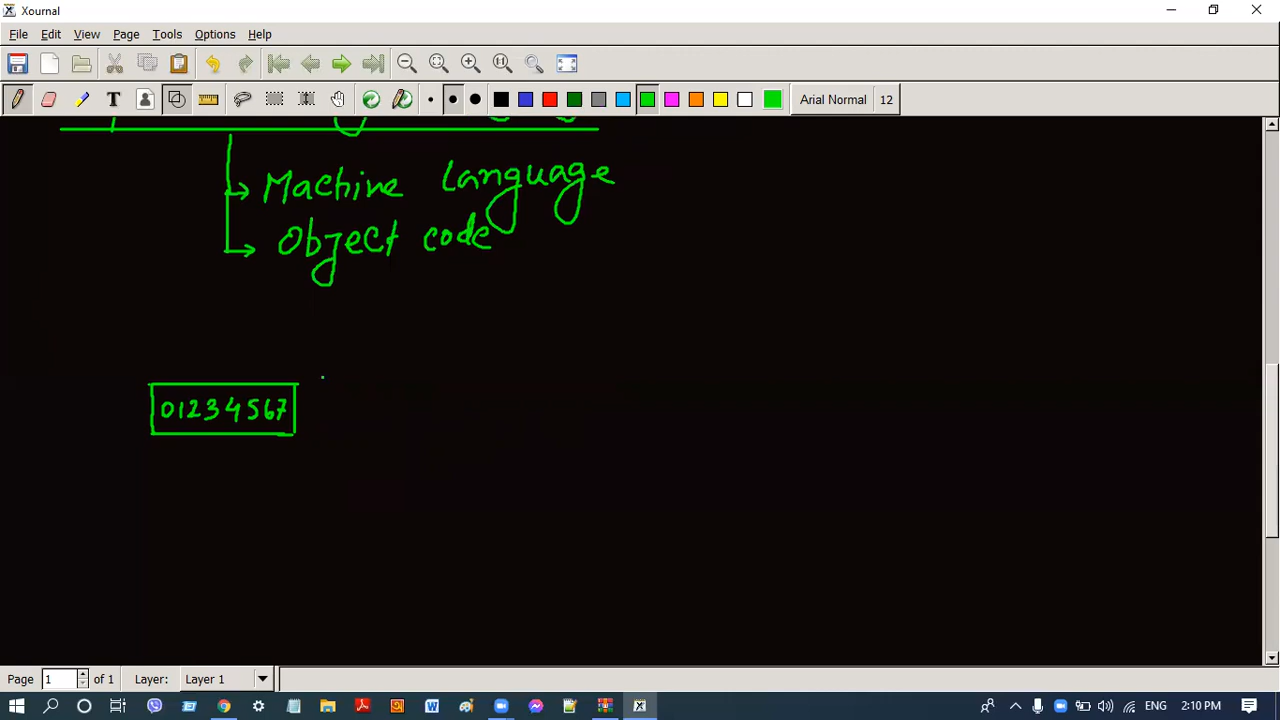 Xournal
File Edit View Page Tools Options Help
Arial Normal 12
Machine Language
Object code
01234567
Page 1 of 1 Layer: Layer 1
ENG 2:10 PM